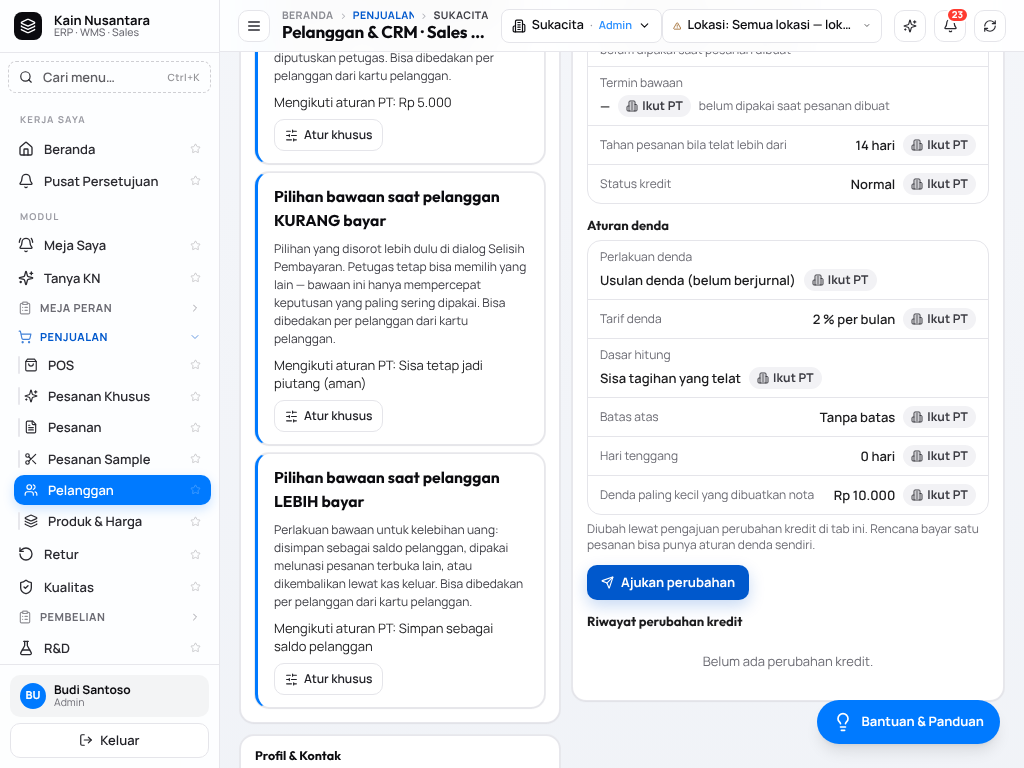 Kain Nusantara
ERP · WMS · Sales
Cari menu...
Ctrl+K
KERJA SAYA
Beranda
Pusat Persetujuan
MODUL
Meja Saya
Tanya KN
MEJA PERAN
PENJUALAN
POS
Pesanan Khusus
Pesanan
Pesanan Sample
Pelanggan
Produk & Harga
Retur
Kualitas
PEMBELIAN
R&D
BU
Budi Santoso
Admin
Keluar
BERANDA > PENJUALAN > SUKACITA
Pelanggan & CRM · Sales ...
Sukacita · Admin
Lokasi: Semua lokasi — lok...
23
diputuskan petugas. Bisa dibedakan per
pelanggan dari kartu pelanggan.
Mengikuti aturan PT: Rp 5.000
Atur khusus
Pilihan bawaan saat pelanggan
KURANG bayar
Pilihan yang disorot lebih dulu di dialog Selisih
Pembayaran. Petugas tetap bisa memilih yang
lain — bawaan ini hanya mempercepat
keputusan yang paling sering dipakai. Bisa
dibedakan per pelanggan dari kartu
pelanggan.
Mengikuti aturan PT: Sisa tetap jadi
piutang (aman)
Atur khusus
Pilihan bawaan saat pelanggan
LEBIH bayar
Perlakuan bawaan untuk kelebihan uang:
disimpan sebagai saldo pelanggan, dipakai
melunasi pesanan terbuka lain, atau
dikembalikan lewat kas keluar. Bisa dibedakan
per pelanggan dari kartu pelanggan.
Mengikuti aturan PT: Simpan sebagai
saldo pelanggan
Atur khusus
Profil & Kontak
belum dipakai saat pesanan dibuat
Termin bawaan
— Ikut PT belum dipakai saat pesanan dibuat
Tahan pesanan bila telat lebih dari 14 hari Ikut PT
Status kredit Normal Ikut PT
Aturan denda
Perlakuan denda
Usulan denda (belum berjurnal) Ikut PT
Tarif denda 2 % per bulan Ikut PT
Dasar hitung
Sisa tagihan yang telat Ikut PT
Batas atas Tanpa batas Ikut PT
Hari tenggang 0 hari Ikut PT
Denda paling kecil yang dibuatkan nota Rp 10.000 Ikut PT
Diubah lewat pengajuan perubahan kredit di tab ini. Rencana bayar satu
pesanan bisa punya aturan denda sendiri.
Ajukan perubahan
Riwayat perubahan kredit
Belum ada perubahan kredit.
Bantuan & Panduan